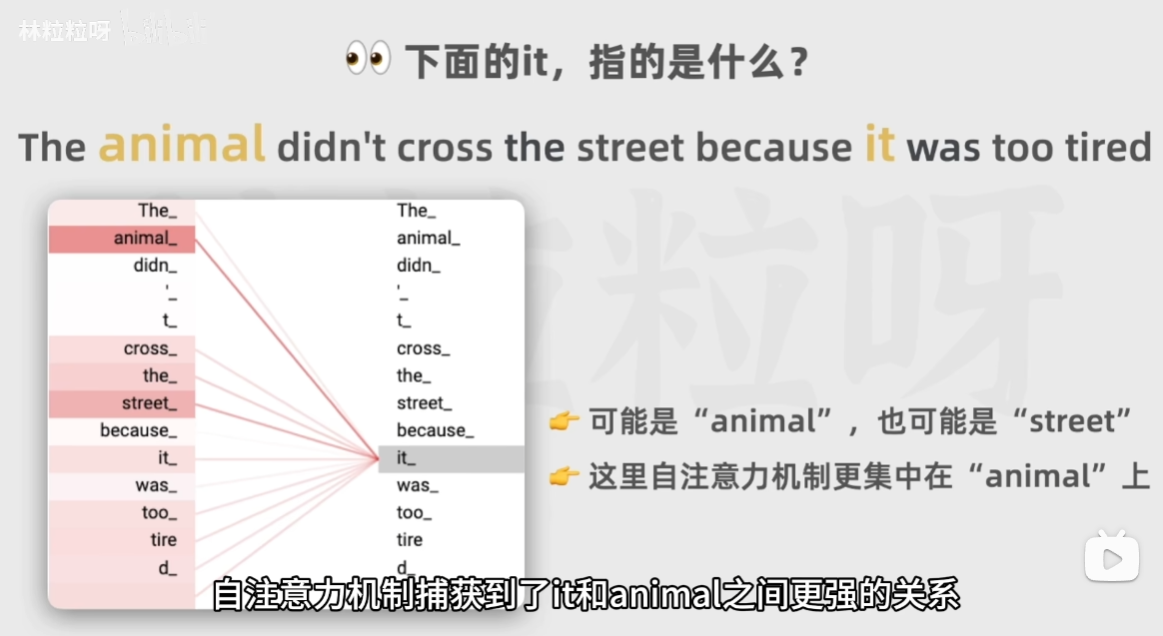 林粒粒呀
下面的it，指的是什么？
The animal didn't cross the street because it was too tired
The_
animal_
didn_
'_
t_
cross_
the_
street_
because_
it_
was_
too_
tire
d_
The_
animal_
didn_
'_
t_
cross_
the_
street_
because_
it_
was_
too_
tire
d_
可能是“animal”，也可能是“street”
这里自注意力机制更集中在“animal”上
自注意力机制捕获到了it和animal之间更强的关系